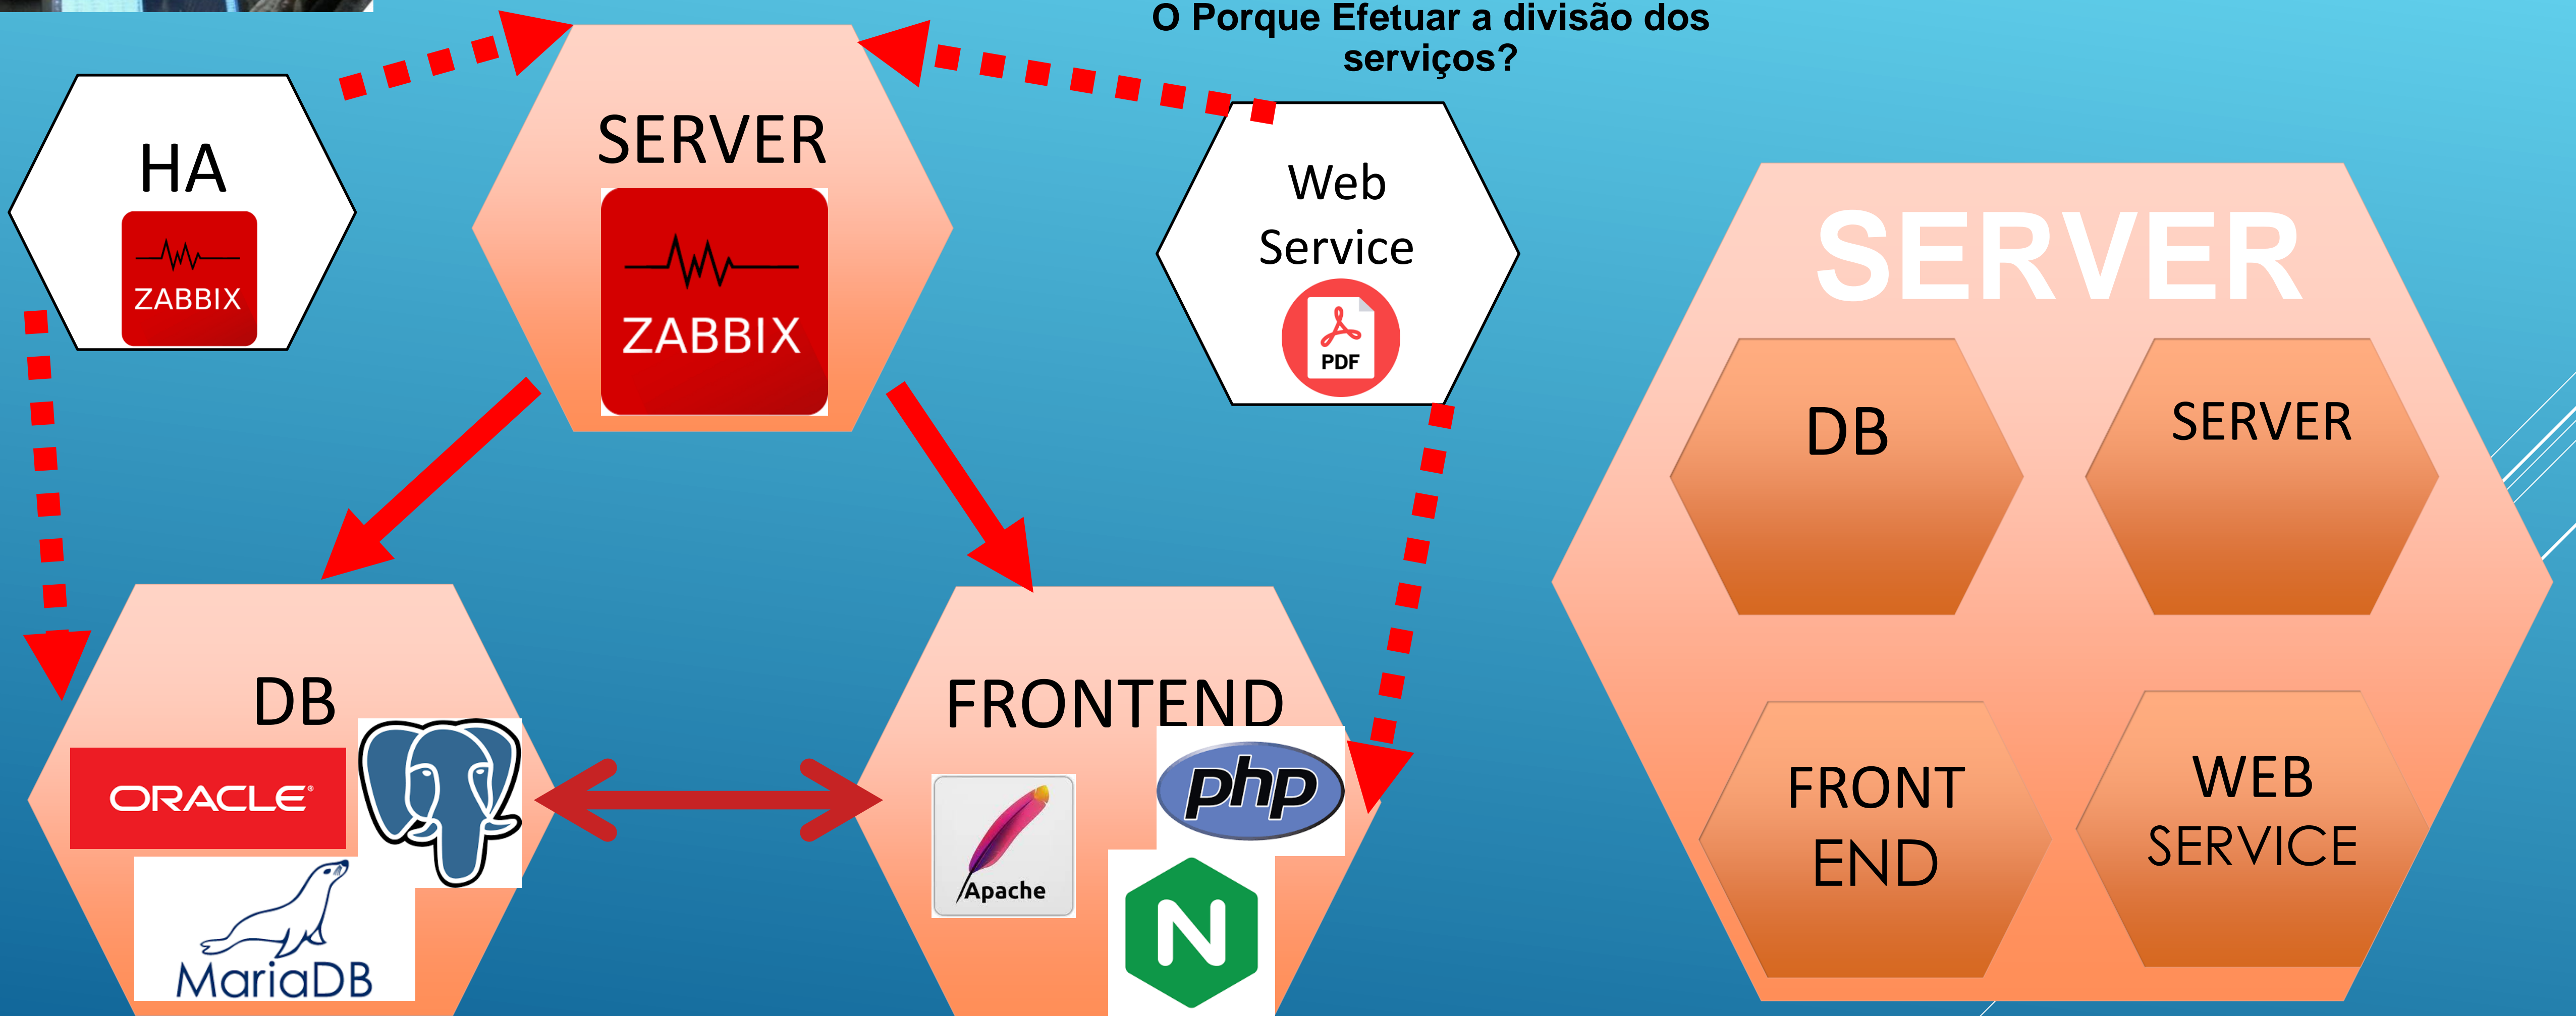 O Porque Efetuar a divisão dos
serviços?
HA
ZABBIX
SERVER
ZABBIX
Web
Service
PDF
DB
ORACLE®
MariaDB
FRONTEND
php
Apache
N
SERVER
DB
SERVER
FRONT
END
WEB
SERVICE